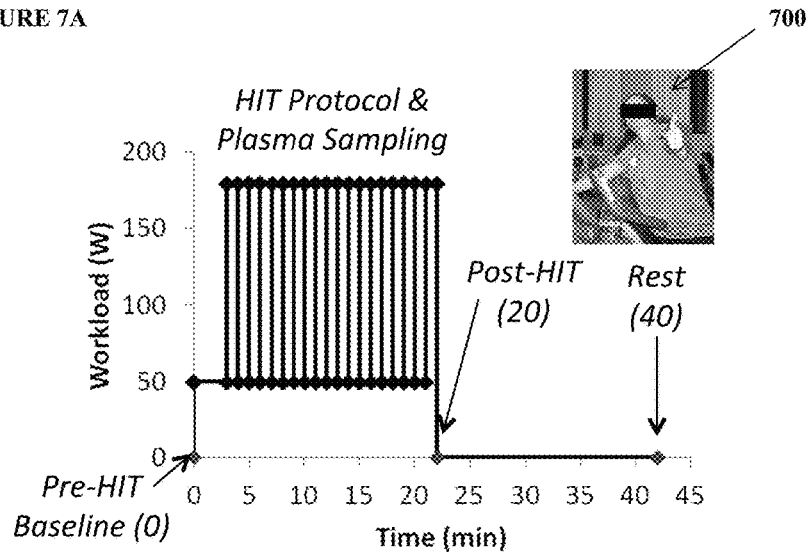 URE 7A
700
HIT Protocol &
Plasma Sampling
200
150
100
50
0
Workload (W)
Post-HIT
(20)
Rest
(40)
Pre-HIT
Baseline (0)
0 5 10 15 20 25 30 35 40 45
Time (min)